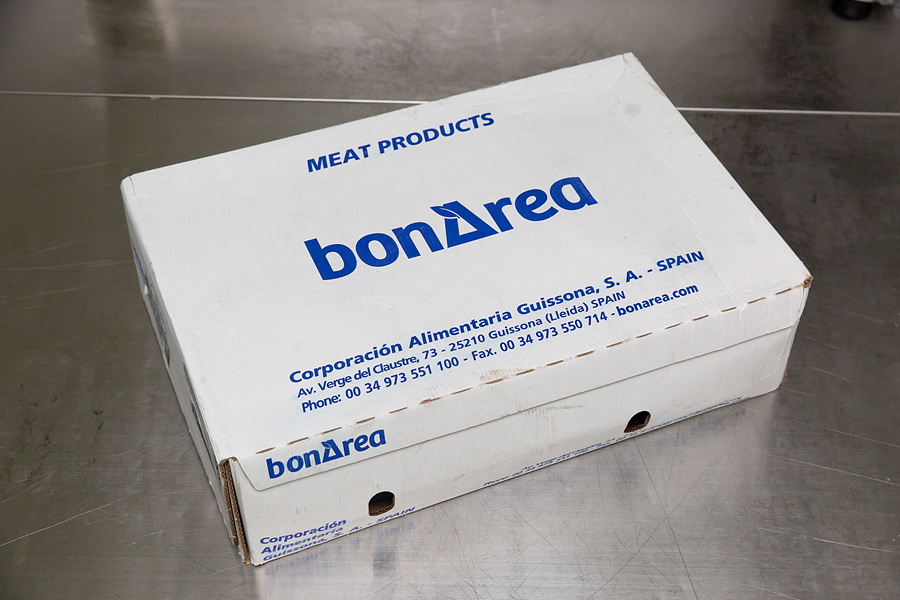 MEAT PRODUCTS
bonArea
Corporación Alimentaria Guissona, S. A. - SPAIN
Av. Verge del Claustre, 73 - 25210 Guissona (Lleida) SPAIN
Phone: 00 34 973 551 100 - Fax. 00 34 973 550 714 - bonarea.com
bonArea
Corporación
Alimentaria
Guissona, S. A. - SPAIN